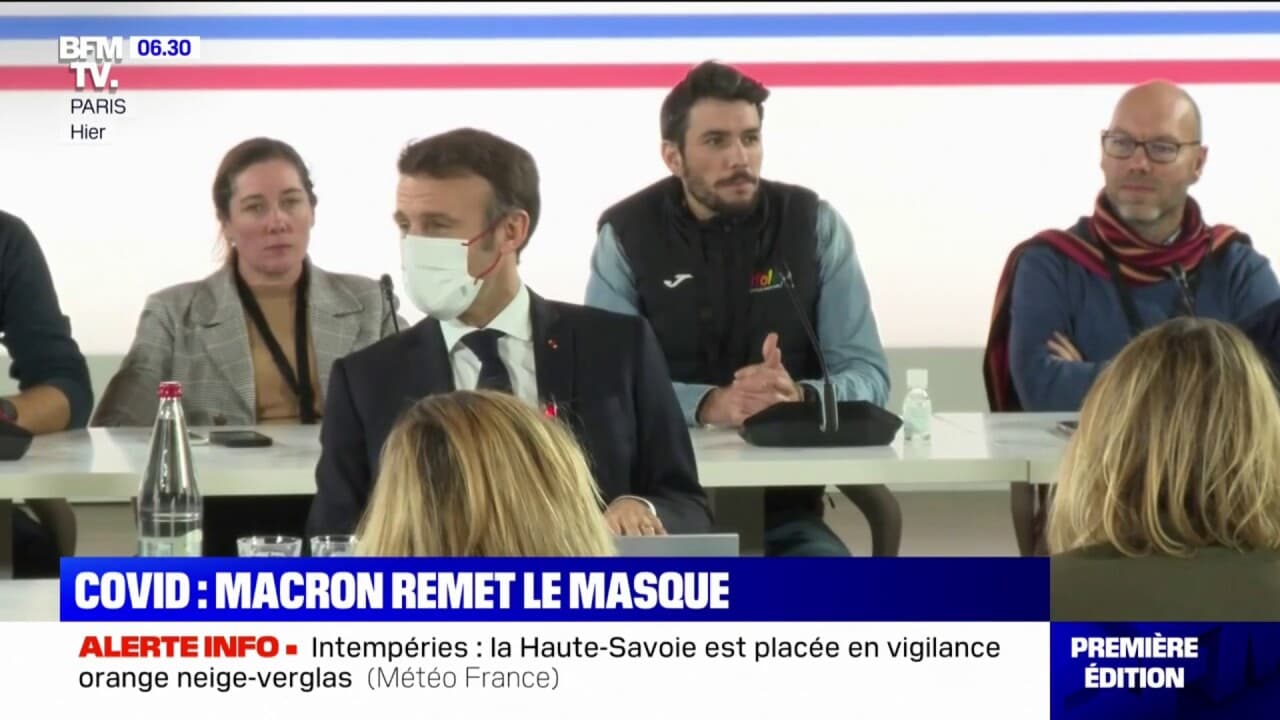 BFM 06.30
TV.
PARIS
Hier
COVID : MACRON REMET LE MASQUE
ALERTE INFO Intempéries : la Haute-Savoie est placée en vigilance
orange neige-verglas (Météo France)
PREMIÈRE
ÉDITION